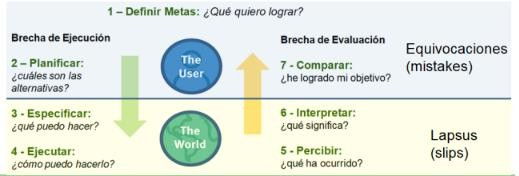 1 – Definir Metas: ¿Qué quiero lograr?
Brecha de Ejecución
2 – Planificar:
¿cuáles son las
alternativas?
3 - Especificar:
¿qué puedo hacer?
4 - Ejecutar:
¿cómo puedo hacerlo?
The
User
The
World
Brecha de Evaluación
7 - Comparar:
¿he logrado mi objetivo?
6 - Interpretar:
¿qué significa?
5 - Percibir:
¿qué ha ocurrido?
Equivocaciones
(mistakes)
Lapsus
(slips)